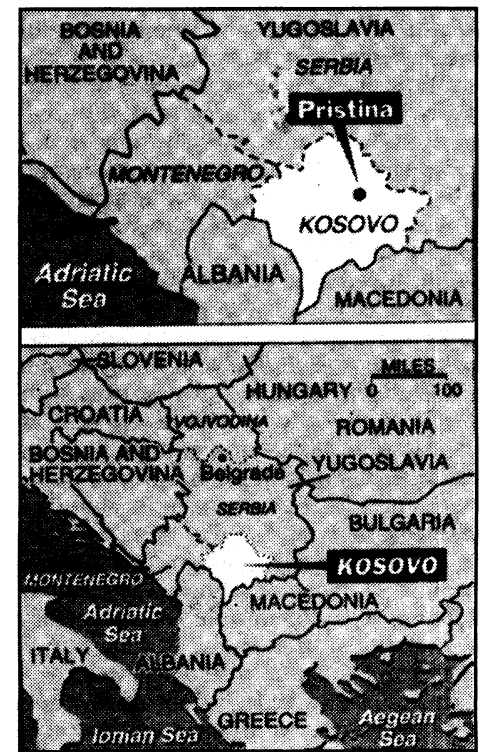 BOSNIA
AND
HERZEGOVINA
YUGOSLAVIA
SERBIA
Pristina
MONTENEGRO
KOSOVO
Adriatic
Sea
ALBANIA
MACEDONIA
SLOVENIA
MILES
0 100
HUNGARY
CROATIA
VOJVODINA
ROMANIA
BOSNIA AND
HERZEGOVINA
Belgrade
YUGOSLAVIA
SERBIA
BULGARIA
KOSOVO
MONTENEGRO
MACEDONIA
Adriatic
Sea
ITALY
ALBANIA
GREECE
Aegean
Sea
Ionian Sea